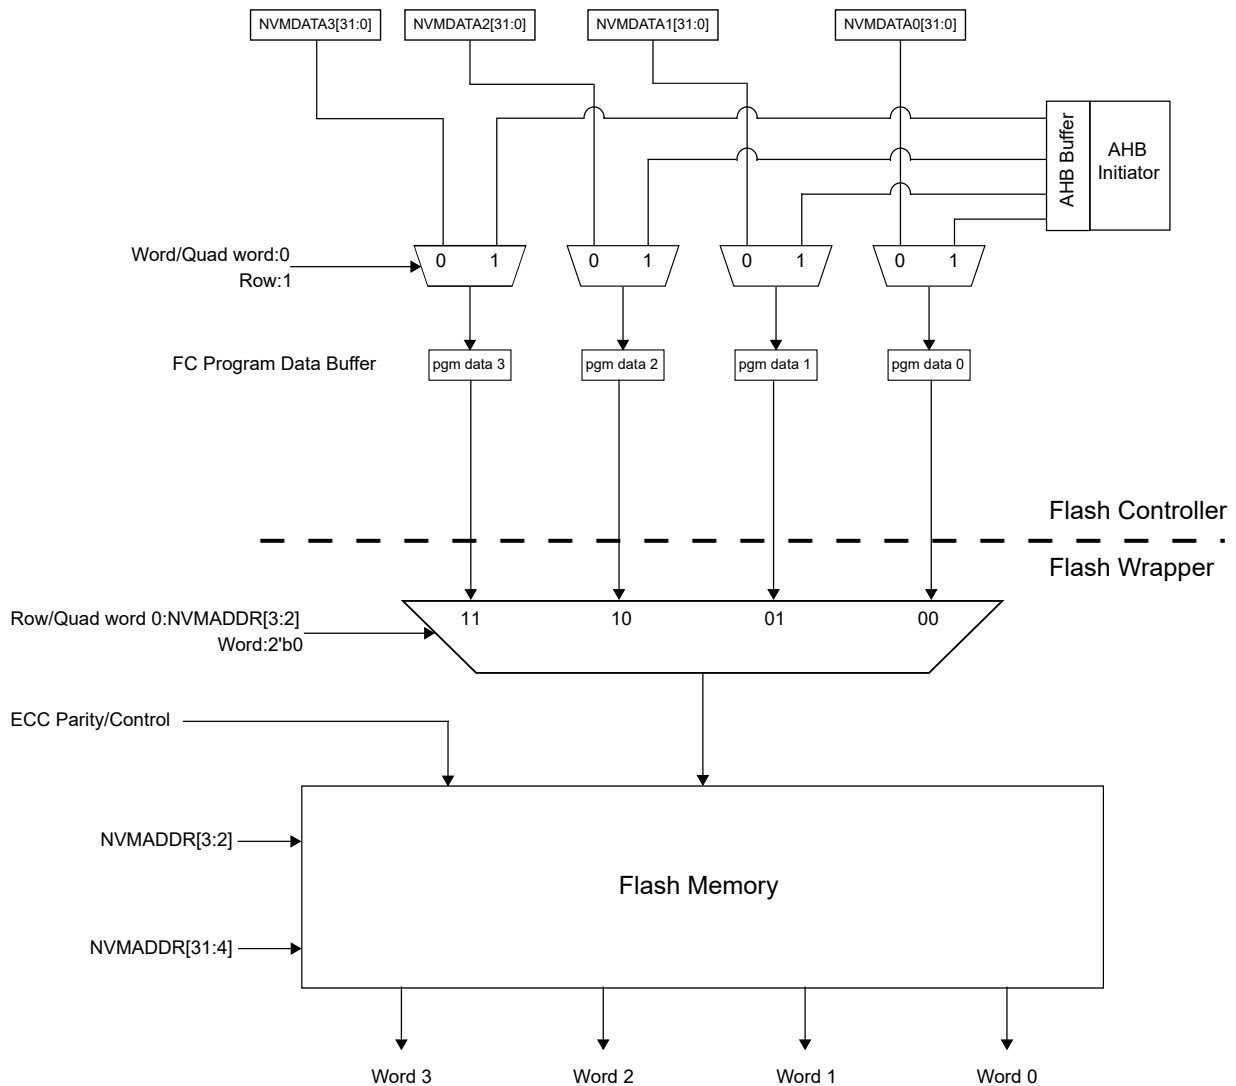 NVMDATA3[31:0]
NVMDATA2[31:0]
NVMDATA1[31:0]
NVMDATA0[31:0]
AHB Buffer
AHB
Initiator
Word/Quad word:0
Row:1
0 1
0 1
0 1
0 1
FC Program Data Buffer
pgm data 3
pgm data 2
pgm data 1
pgm data 0
Flash Controller
Flash Wrapper
Row/Quad word 0:NVMADDR[3:2]
Word:2'b0
11
10
01
00
ECC Parity/Control
NVMADDR[3:2]
Flash Memory
NVMADDR[31:4]
Word 3
Word 2
Word 1
Word 0